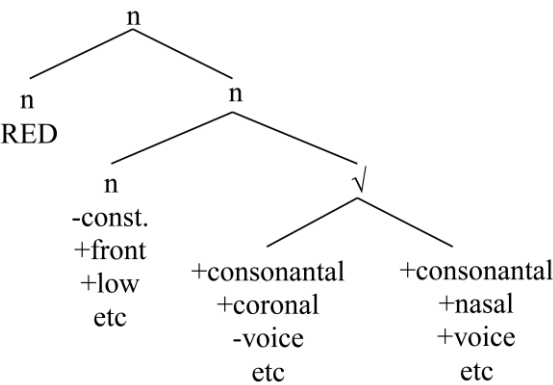 n
n
RED
n
n
-const.
+front
+low
etc
√
+consonantal
+coronal
-voice
etc
+consonantal
+nasal
+voice
etc